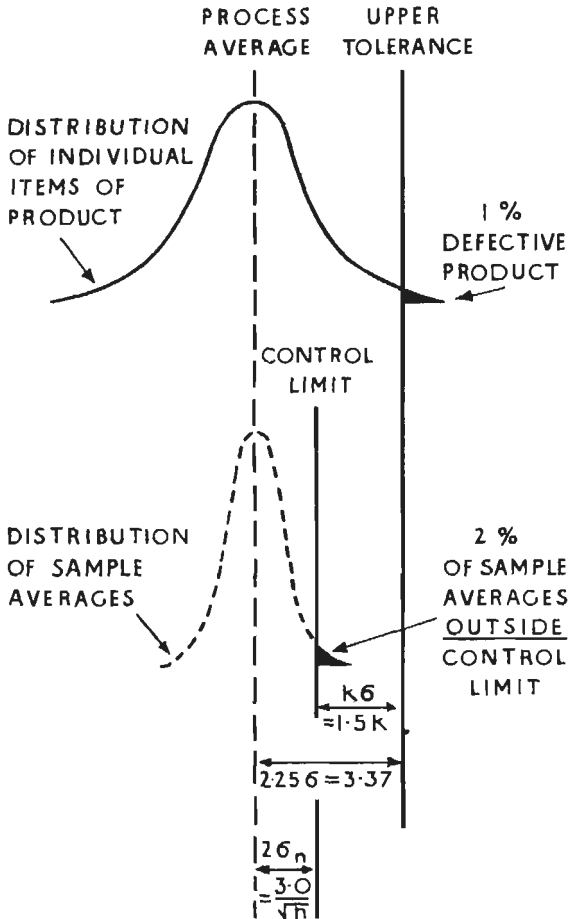 PROCESS
AVERAGE
UPPER
TOLERANCE
DISTRIBUTION
OF INDIVIDUAL
ITEMS OF
PRODUCT
1 %
DEFECTIVE
PRODUCT
CONTROL
LIMIT
DISTRIBUTION
OF SAMPLE
AVERAGES
2 %
OF SAMPLE
AVERAGES
OUTSIDE
CONTROL
LIMIT
kσ
=1·5k
2·25σ=3·37
2σn
=3·0/√n